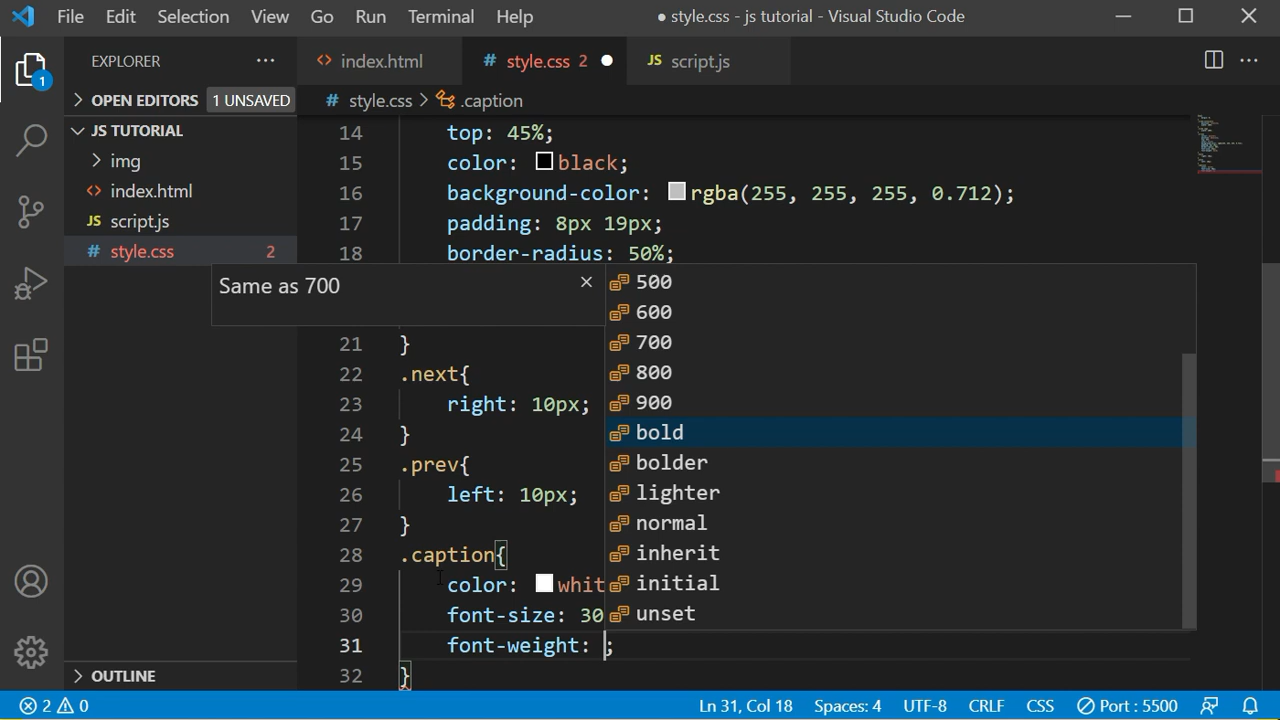 File Edit Selection View Go Run Terminal Help ● style.css - js tutorial - Visual Studio Code
EXPLORER
index.html
# style.css 2
JS script.js
1
OPEN EDITORS 1 UNSAVED
# style.css > .caption
JS TUTORIAL
img
index.html
JS script.js
# style.css 2
14 top: 45%;
15 color: black;
16 background-color: rgba(255, 255, 255, 0.712);
17 padding: 8px 19px;
18 border-radius: 50%;
Same as 700
500
600
700
800
900
bold
bolder
lighter
normal
inherit
initial
unset
21 }
22 .next{
23 right: 10px;
24 }
25 .prev{
26 left: 10px;
27 }
28 .caption{
29 color: whit
30 font-size: 30
31 font-weight: ;
32 }
OUTLINE
2 0
Ln 31, Col 18 Spaces: 4 UTF-8 CRLF CSS Port : 5500